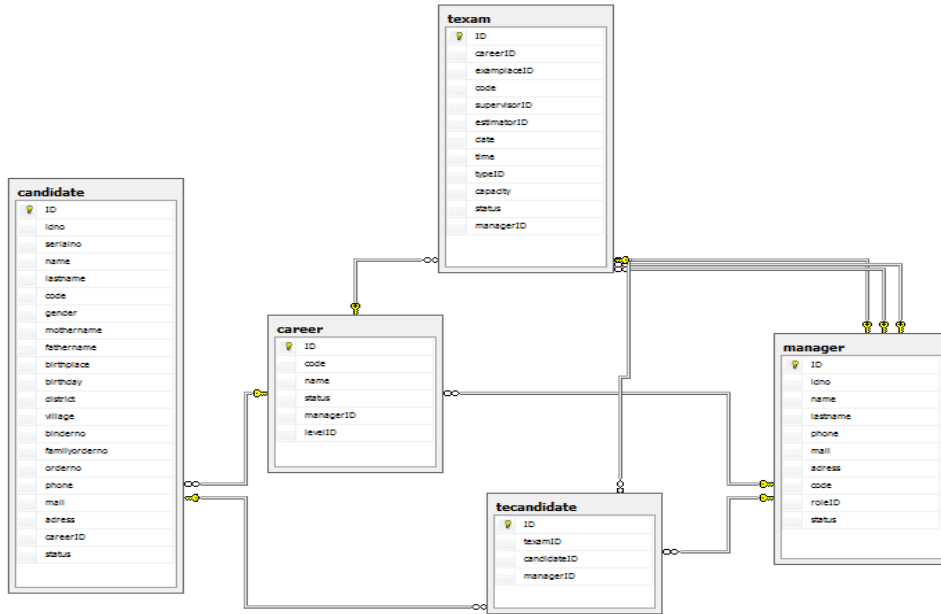 texam
ID
careerID
examplaceID
code
supervisorID
estimatorID
date
time
typeID
capacity
status
managerID
candidate
ID
idno
serialno
name
lastname
code
gender
mothername
fathername
birthplace
birthday
district
village
binderno
familyorderno
orderno
phone
mail
adress
careerID
status
career
ID
code
name
status
managerID
levelID
manager
ID
idno
name
lastname
phone
mail
adress
code
roleID
status
tecandidate
ID
texamID
candidateID
managerID